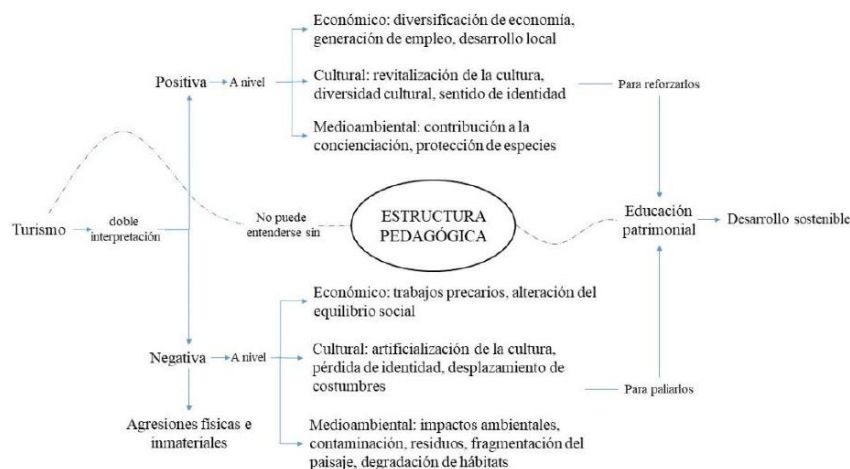 Económico: diversificación de economía,
generación de empleo, desarrollo local
Positiva
A nivel
Cultural: revitalización de la cultura,
diversidad cultural, sentido de identidad
Para reforzarlos
Medioambiental: contribución a la
concienciación, protección de especies
Turismo
doble
interpretación
No puede
entenderse sin
ESTRUCTURA
PEDAGÓGICA
Educación
patrimonial
Desarrollo sostenible
Económico: trabajos precarios, alteración del
equilibrio social
Negativa
A nivel
Cultural: artificialización de la cultura,
pérdida de identidad, desplazamiento de
costumbres
Para paliarlos
Agresiones físicas e
inmateriales
Medioambiental: impactos ambientales,
contaminación, residuos, fragmentación del
paisaje, degradación de hábitats